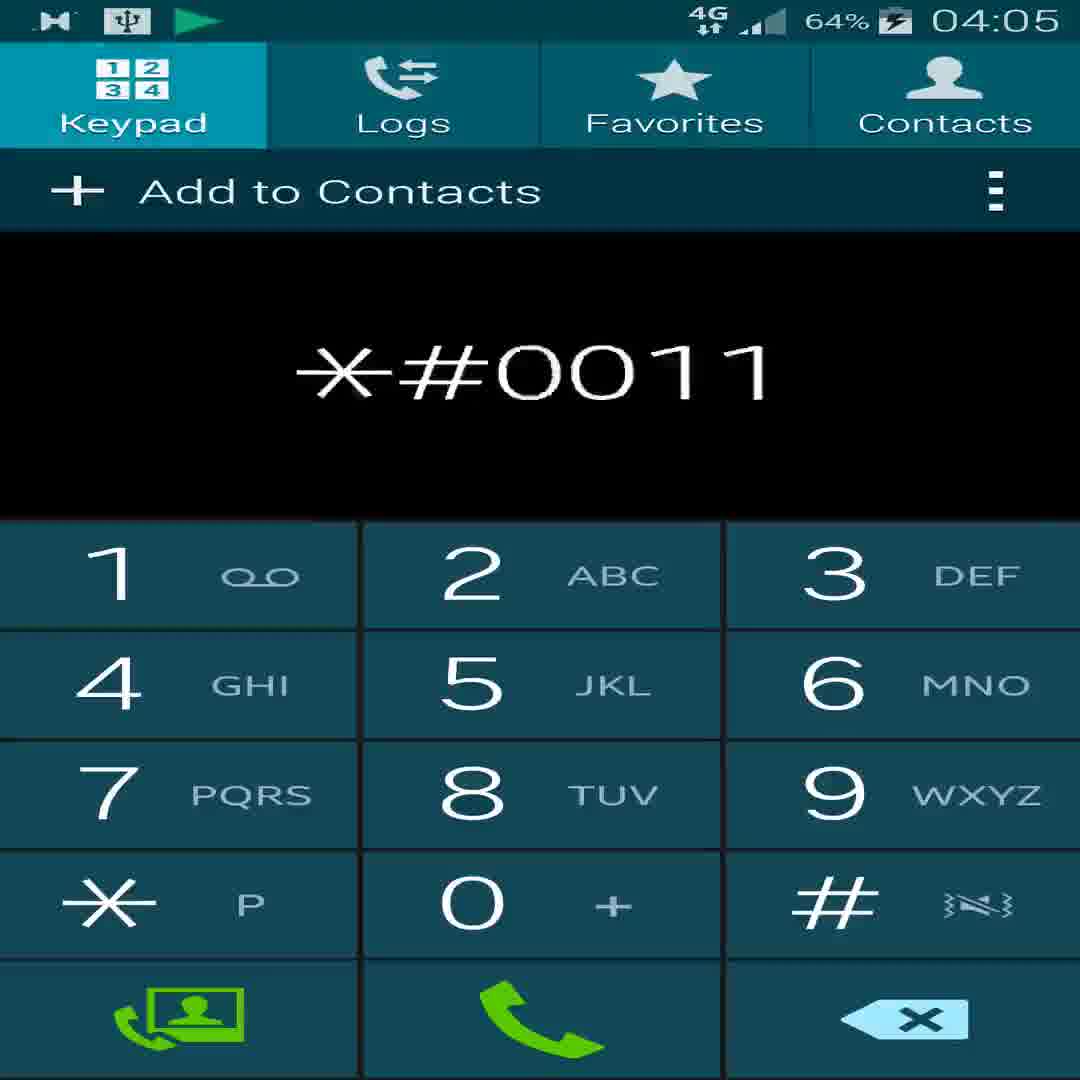 4G 64% 04:05
1 2
3 4
Keypad Logs Favorites Contacts
+ Add to Contacts
*#0011
1 2 ABC 3 DEF
4 GHI 5 JKL 6 MNO
7 PQRS 8 TUV 9 WXYZ
* P 0 + #